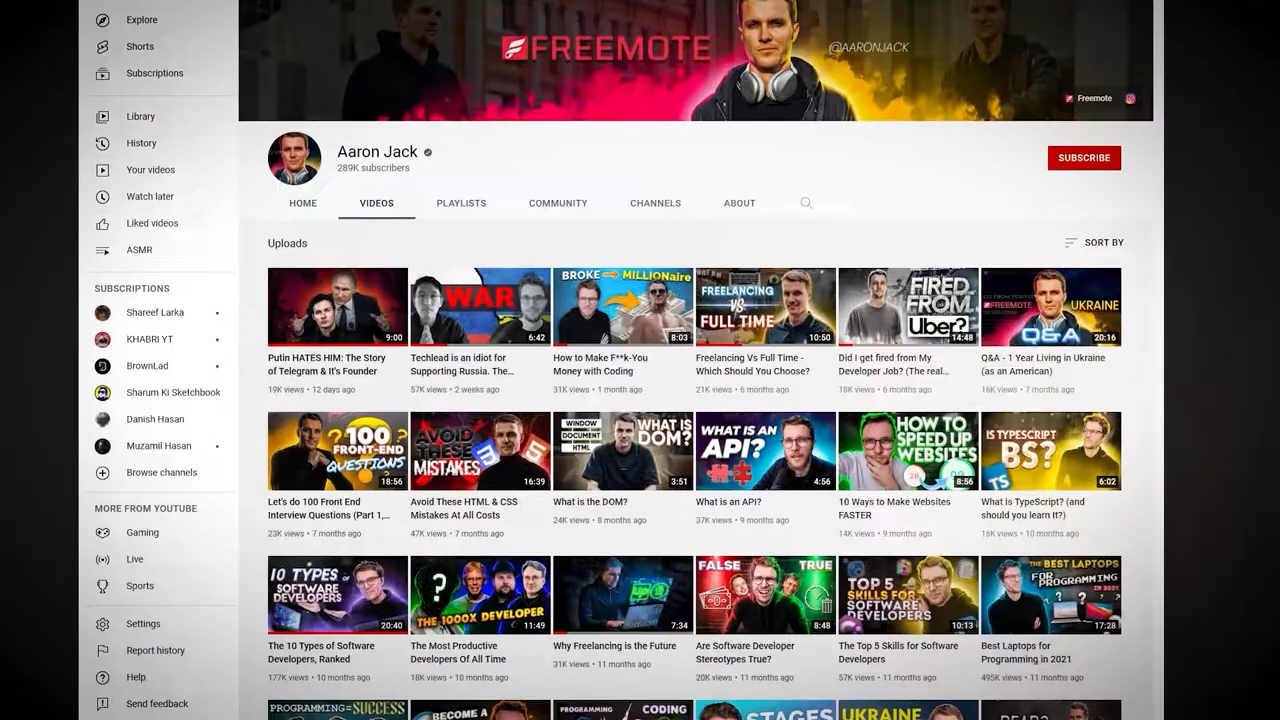 Explore
Shorts
Subscriptions
Library
History
Your videos
Watch later
Liked videos
ASMR
SUBSCRIPTIONS
Shareef Larka
KHABRI YT
BrownLad
Sharum Ki Sketchbook
Danish Hasan
Muzamil Hasan
Browse channels
MORE FROM YOUTUBE
Gaming
Live
Sports
Settings
Report history
Help
Send feedback
FREEMOTE
@AARONJACK
Freemote
Aaron Jack
289K subscribers
SUBSCRIBE
HOME
VIDEOS
PLAYLISTS
COMMUNITY
CHANNELS
ABOUT
Uploads
SORT BY
9:00
Putin HATES HIM: The Story
of Telegram & It's Founder
19K views • 12 days ago
WAR
6:42
Techlead is an idiot for
Supporting Russia. The...
57K views • 2 weeks ago
BROKE MILLIONaire
8:03
How to Make F**k-You
Money with Coding
31K views • 1 month ago
FREELANCING
VS
FULL TIME
10:50
Freelancing Vs Full Time -
Which Should You Choose?
21K views • 6 months ago
FIRED
FROM
Uber?
14:48
Did I get fired from My
Developer Job? (The real...
18K views • 6 months ago
FREEMOTE
UKRAINE
Q&A
20:16
Q&A - 1 Year Living in Ukraine
(as an American)
16K views • 7 months ago
100
FRONT-END
QUESTIONS
18:56
Let's do 100 Front End
Interview Questions (Part 1,...
23K views • 7 months ago
AVOID
THESE
MISTAKES
16:39
Avoid These HTML & CSS
Mistakes At All Costs
47K views • 7 months ago
WINDOW
DOCUMENT
HTML
WHAT IS
DOM?
3:51
What is the DOM?
24K views • 8 months ago
WHAT IS AN
API?
4:56
What is an API?
37K views • 9 months ago
HOW TO
SPEED UP
WEBSITES
8:56
10 Ways to Make Websites
FASTER
14K views • 9 months ago
IS TYPESCRIPT
BS?
TS
6:02
What is TypeScript? (and
should you learn It?)
16K views • 10 months ago
10 TYPES OF
SOFTWARE
DEVELOPERS
20:40
The 10 Types of Software
Developers, Ranked
177K views • 10 months ago
?
THE 1000X DEVELOPER
11:49
The Most Productive
Developers Of All Time
18K views • 10 months ago
7:34
Why Freelancing is the Future
31K views • 11 months ago
FALSE TRUE
8:48
Are Software Developer
Stereotypes True?
20K views • 11 months ago
TOP 5
SKILLS FOR
SOFTWARE
DEVELOPERS
10:13
The Top 5 Skills for Software
Developers
57K views • 11 months ago
THE BEST LAPTOPS
FOR PROGRAMMING
IN 2021
? ? ?
17:28
Best Laptops for
Programming in 2021
495K views • 11 months ago
PROGRAMMING=SUCCESS
BECOME A
PROGRAMMING
CODING
STAGES
UKRAINE